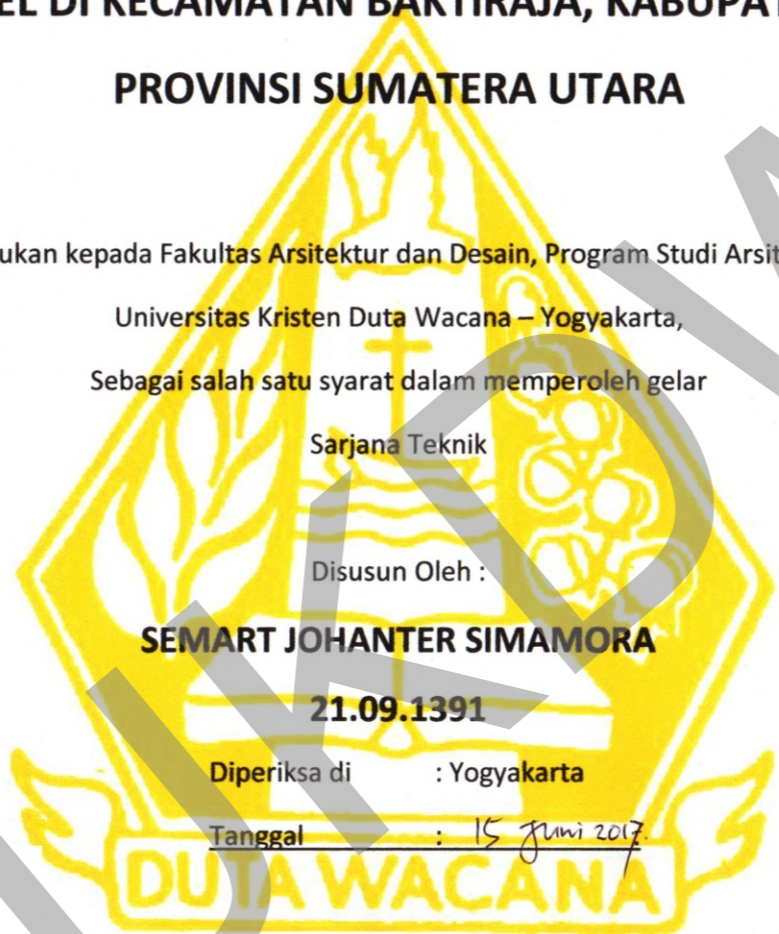 EL DI KECAMATAN BAKTIRAJA, KABUPAT
PROVINSI SUMATERA UTARA
ukan kepada Fakultas Arsitektur dan Desain, Program Studi Arsit
Universitas Kristen Duta Wacana – Yogyakarta,
Sebagai salah satu syarat dalam memperoleh gelar
Sarjana Teknik
Disusun Oleh :
SEMART JOHANTER SIMAMORA
21.09.1391
Diperiksa di : Yogyakarta
Tanggal : 15 Juni 2017.
DUTA WACANA
UKDW